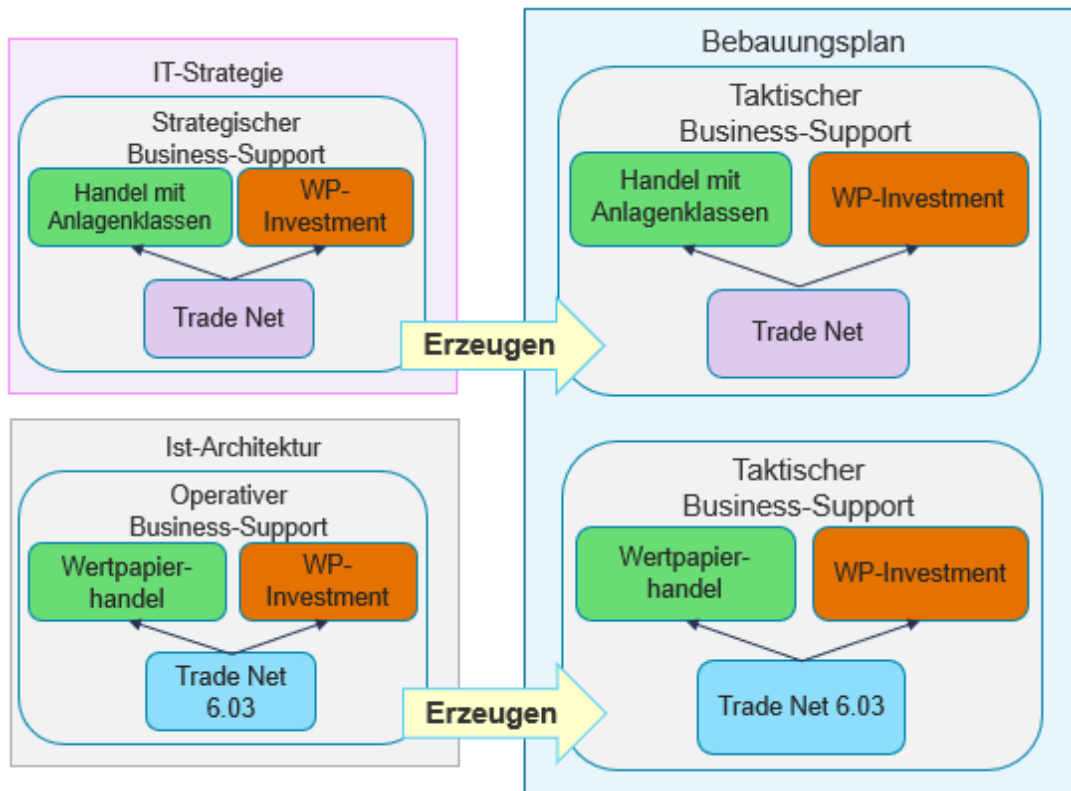 IT-Strategie
Strategischer
Business-Support
Handel mit
Anlagenklassen
WP-
Investment
Trade Net
Erzeugen
Bebauungsplan
Taktischer
Business-Support
Handel mit
Anlagenklassen
WP-Investment
Trade Net
Ist-Architektur
Operativer
Business-Support
Wertpapier-
handel
WP-
Investment
Trade Net
6.03
Erzeugen
Taktischer
Business-Support
Wertpapier-
handel
WP-Investment
Trade Net 6.03